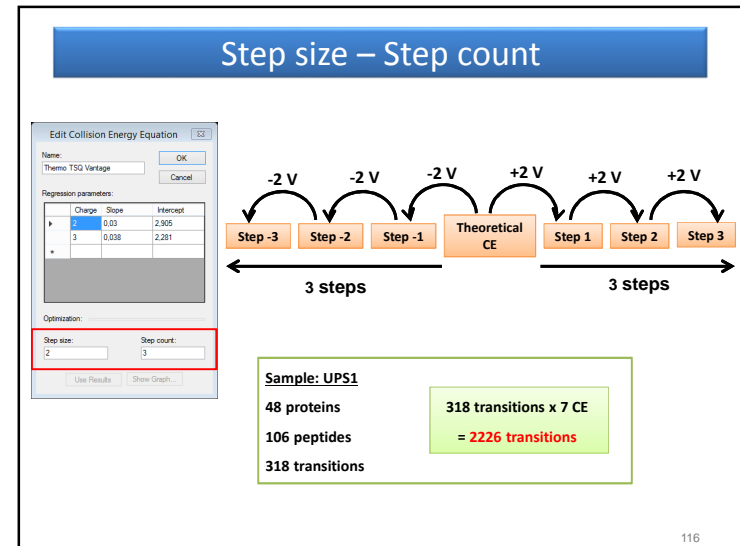 Step size – Step count
Edit Collision Energy Equation
Name:
Thermo TSQ Vantage
OK
Cancel
Regression parameters:
Charge Slope Intercept
2 0,03 2,905
3 0,038 2,281
Optimization:
Step size: Step count:
2 3
Use Results Show Graph...
-2 V -2 V -2 V +2 V +2 V +2 V
Step -3 Step -2 Step -1 Theoretical CE Step 1 Step 2 Step 3
3 steps 3 steps
Sample: UPS1
48 proteins
106 peptides
318 transitions
318 transitions x 7 CE
= 2226 transitions
116